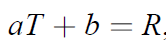 aT + b = R,